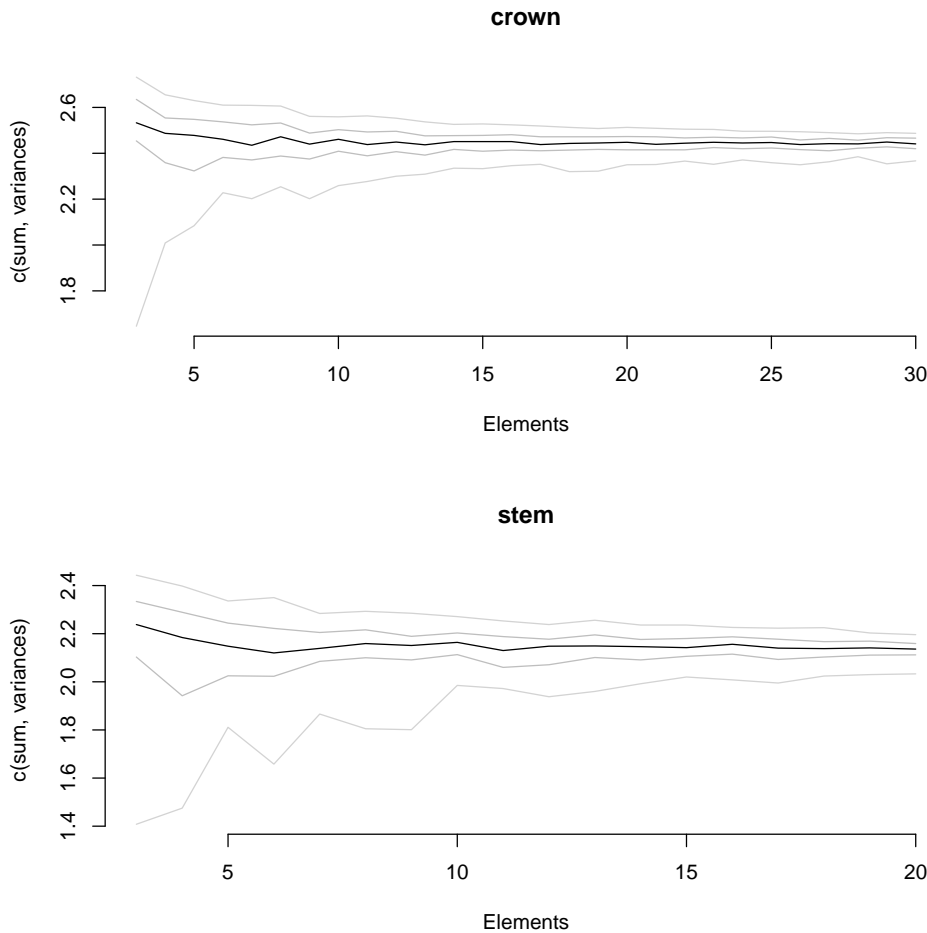 crown
c(sum, variances)
2.6
2.2
1.8
5 10 15 20 25 30
Elements
stem
c(sum, variances)
2.4
2.2
2.0
1.8
1.6
1.4
5 10 15 20
Elements